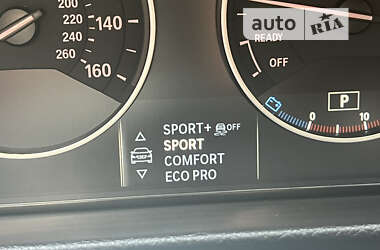 200
220
240
260
140
160
auto RIA
READY
OFF
P
0
10
SPORT+ OFF
SPORT
COMFORT
ECO PRO